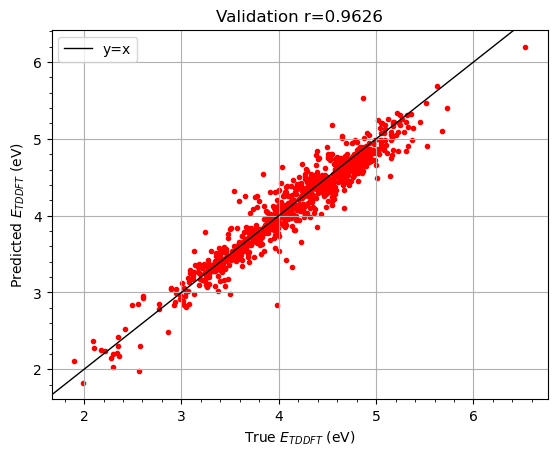 Validation r=0.9626
y=x
6
5
4
3
2
Predicted E_{TDDFT} (eV)
2 3 4 5 6
True E_{TDDFT} (eV)